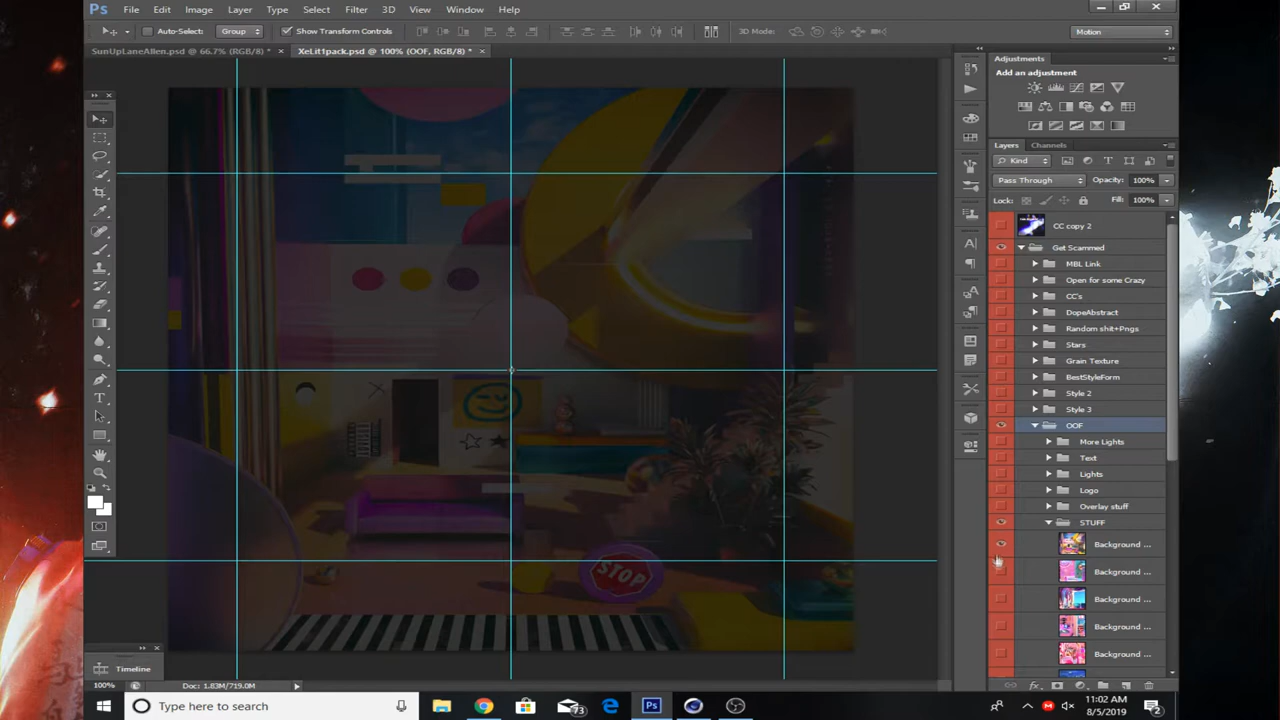 Ps File Edit Image Layer Type Select Filter 3D View Window Help
Auto-Select: Group Show Transform Controls 3D Mode: Motion
SunUpLaneAllen.psd @ 66.7% (RGB/8) * × XeLit1pack.psd @ 100% (OOF, RGB/8) * ×
Adjustments
Add an adjustment
Layers Channels
Kind
Pass Through Opacity: 100%
Lock: Fill: 100%
CC copy 2
Get Scammed
MBL Link
Open for some Crazy
CC's
DopeAbstract
Random shit+Pngs
Stars
Grain Texture
BestStyleForm
Style 2
Style 3
OOF
More Lights
Text
Lights
Logo
Overlay stuff
STUFF
Background ...
Background ...
Background ...
Background ...
Background ...
STOP
Timeline
100% Doc: 1.83M/719.0M
Type here to search
73
Ps
11:02 AM
8/5/2019
2